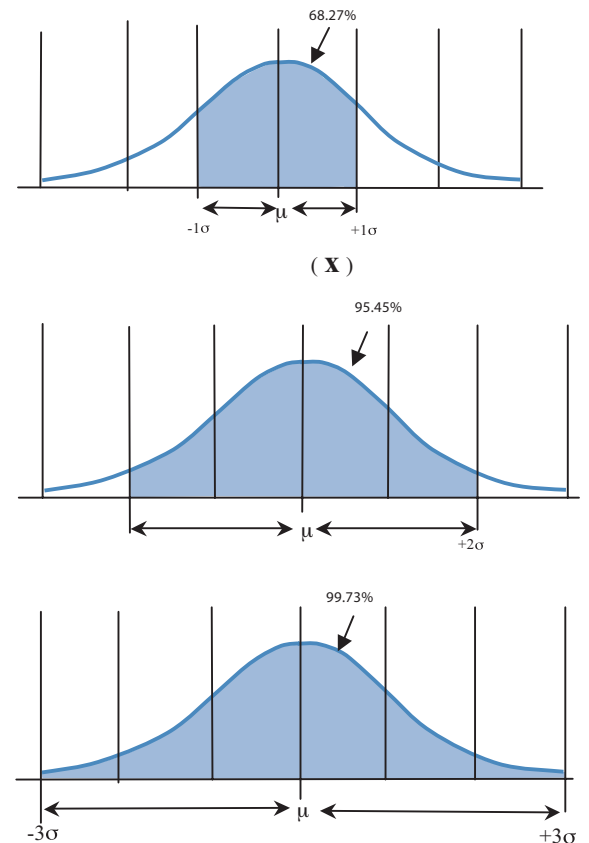 68.27%
μ
-1σ +1σ
( X )
95.45%
μ
+2σ
99.73%
μ
-3σ +3σ